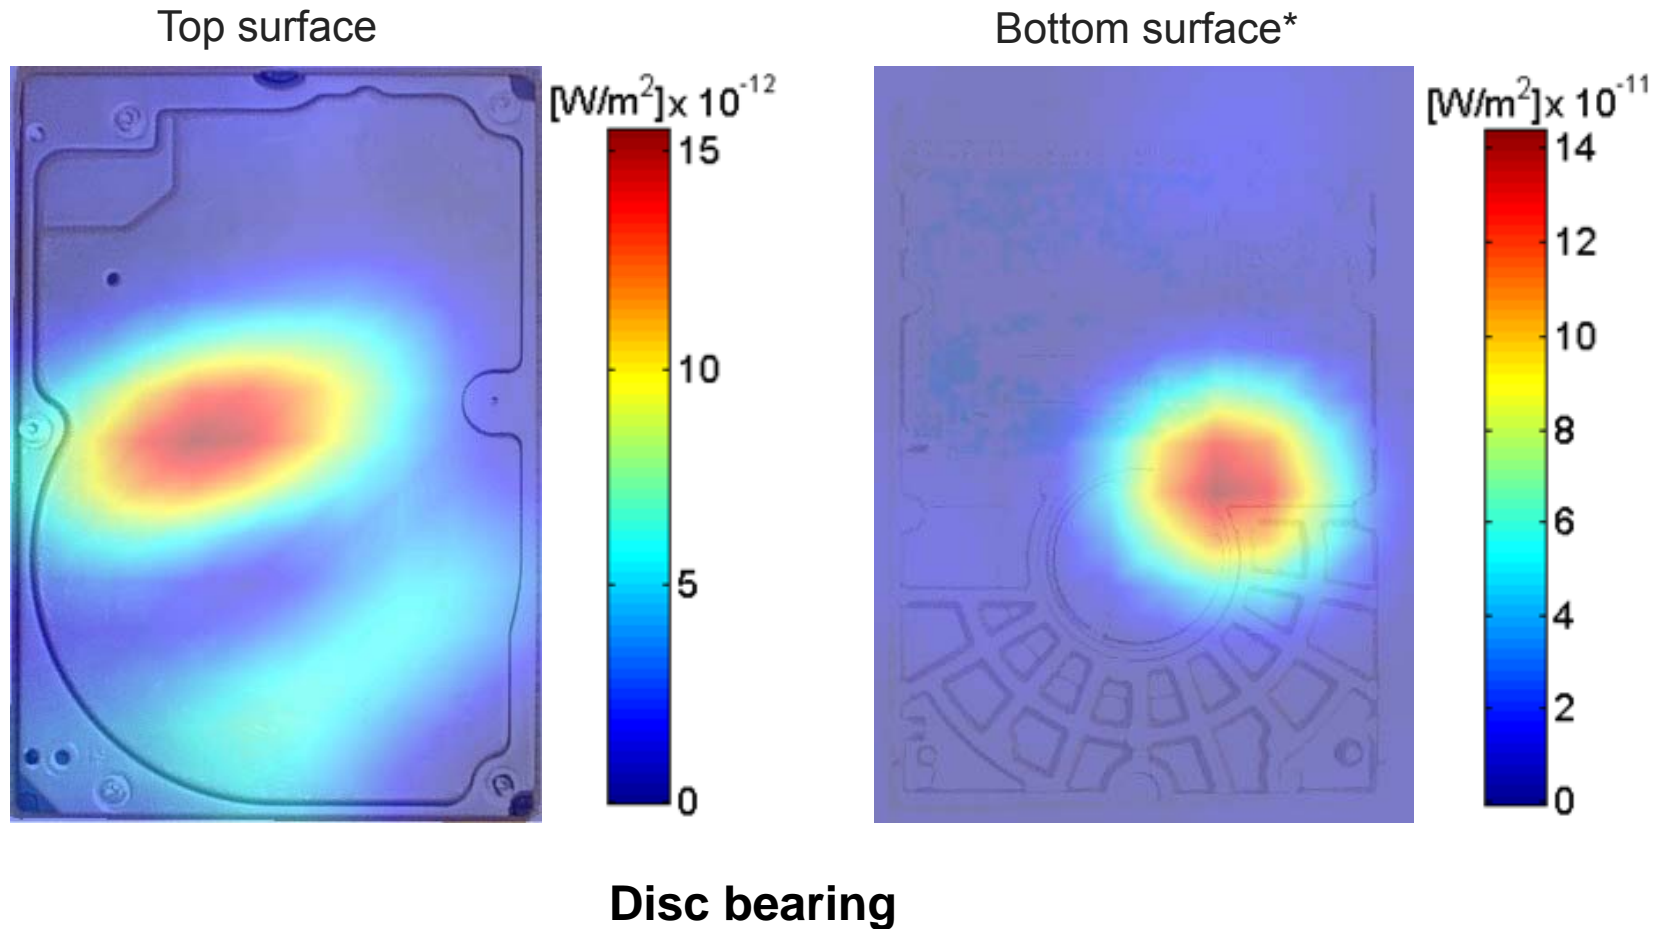 Top surface
Bottom surface*
[W/m²]x 10⁻¹²
15
10
5
0
[W/m²]x 10⁻¹¹
14
12
10
8
6
4
2
0
Disc bearing